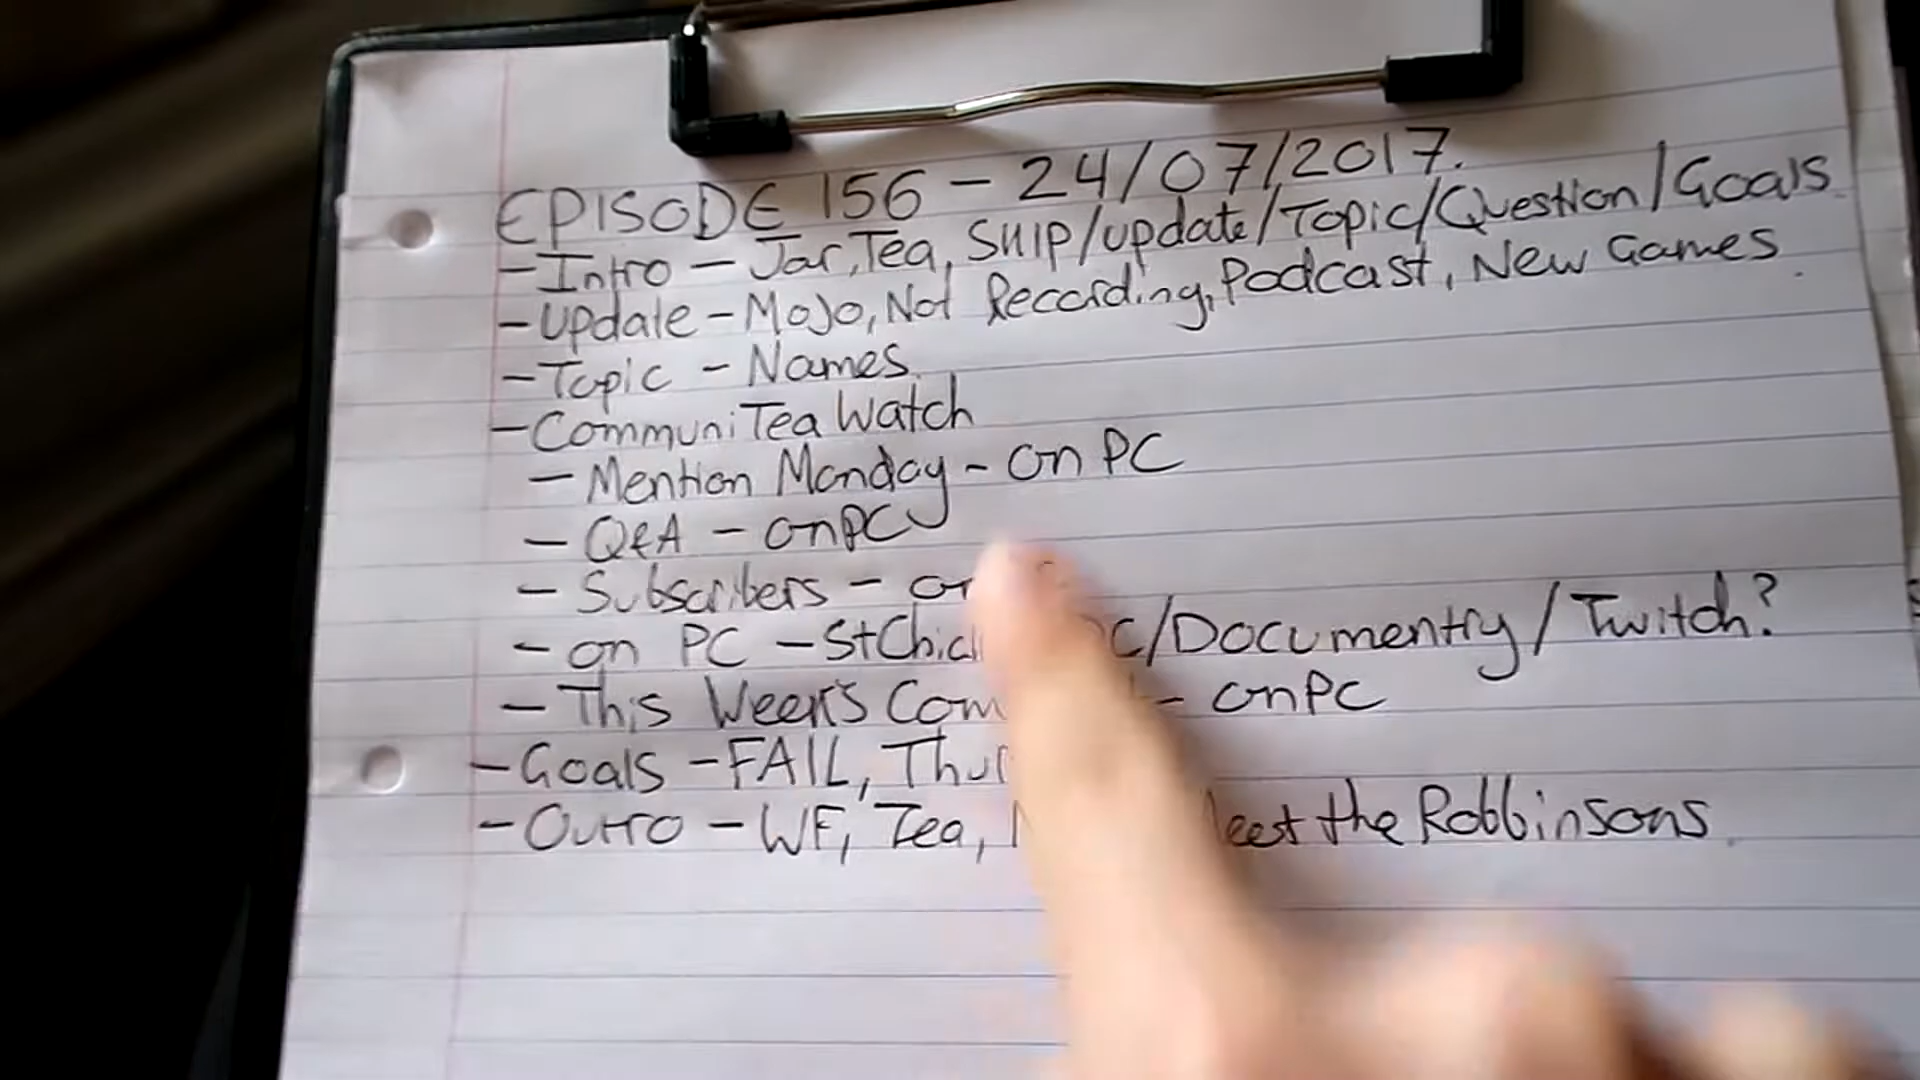 EPISODE 156 - 24/07/2017.
- Intro - Jar, Tea, SHIP/update/Topic/Question/Goals
- Update - MoJo, Not Recording, Podcast, New Games
- Topic - Names
- CommuniTea Watch
- Mention Monday - on PC
- Q&A - on PC
- Subscribers -
- on PC - /Documentry/Twitch?
- This Week's - on PC
- Goals - FAIL,
- Outro - WF, Tea, the Robbinsons